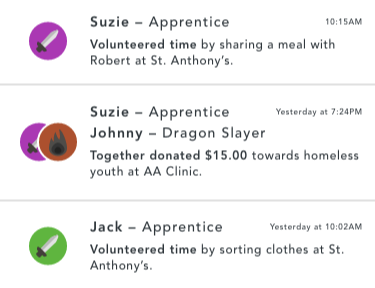 Suzie – Apprentice 10:15AM
Volunteered time by sharing a meal with
Robert at St. Anthony's.
Suzie – Apprentice Yesterday at 7:24PM
Johnny – Dragon Slayer
Together donated $15.00 towards homeless
youth at AA Clinic.
Jack – Apprentice Yesterday at 10:02AM
Volunteered time by sorting clothes at St.
Anthony's.